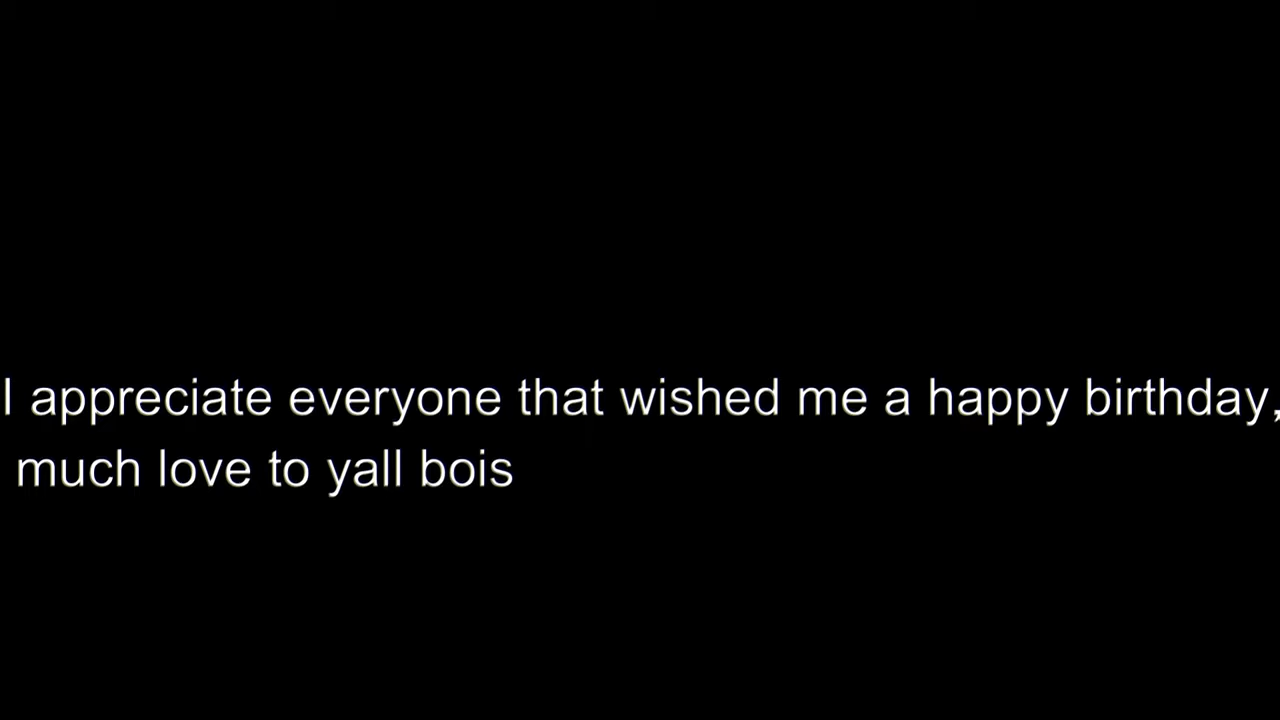 I appreciate everyone that wished me a happy birthday,
much love to yall bois